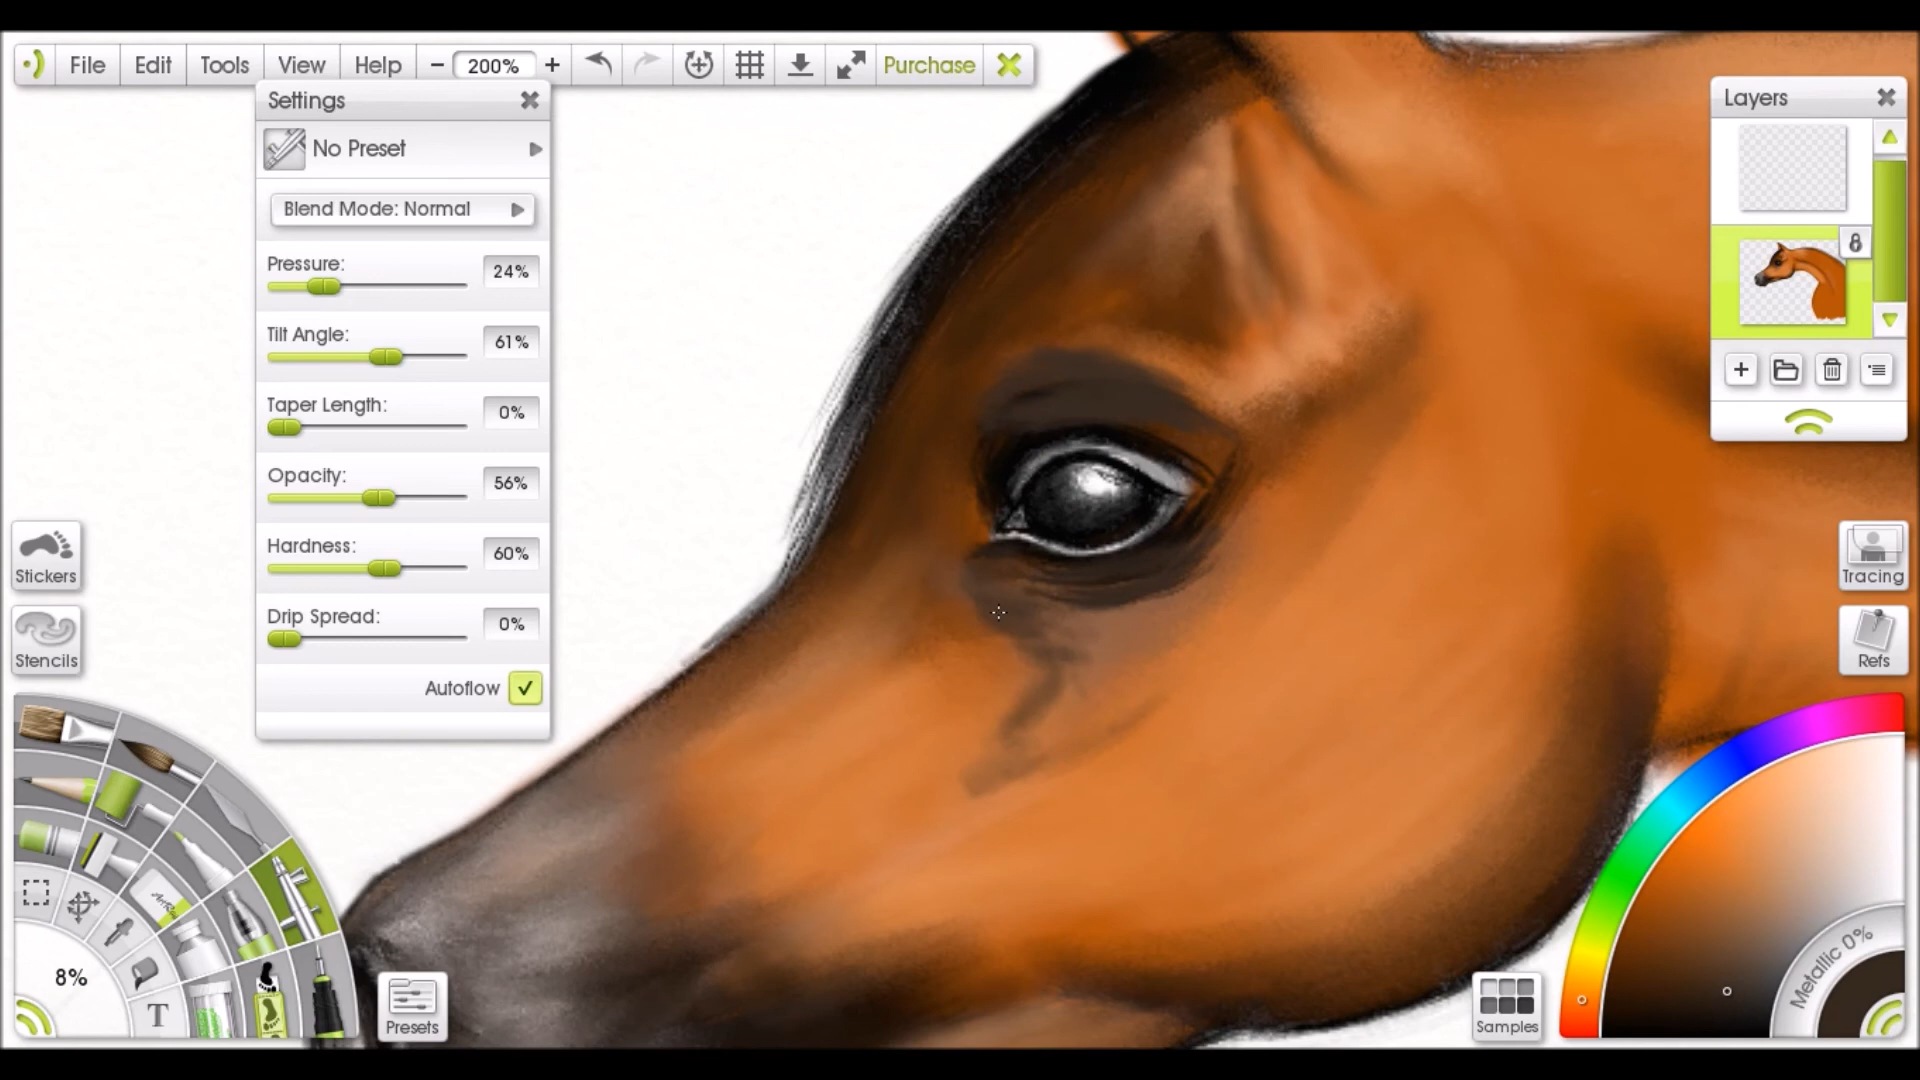 File Edit Tools View Help − 200% + Purchase
Settings
No Preset
Blend Mode: Normal
Pressure: 24%
Tilt Angle: 61%
Taper Length: 0%
Opacity: 56%
Hardness: 60%
Drip Spread: 0%
Autoflow
Layers
Stickers
Stencils
Tracing
Refs
8%
T
Presets
Samples
Metallic 0%